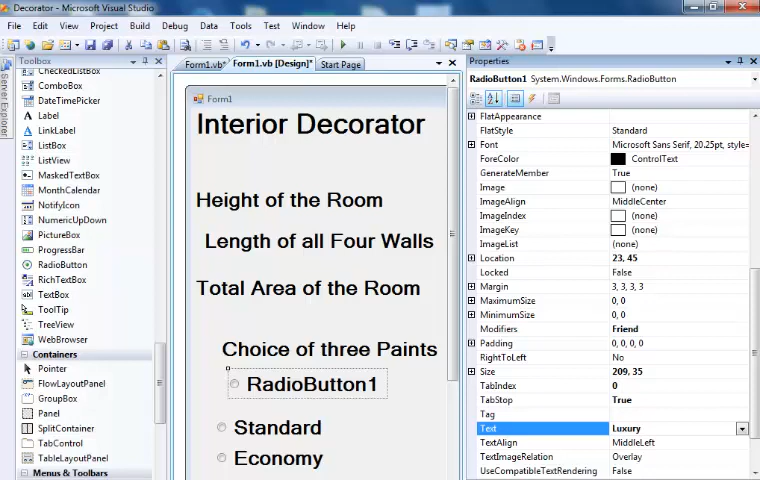 Decorator - Microsoft Visual Studio
File Edit View Project Build Debug Data Tools Test Window Help
Toolbox
Server Explorer
CheckedListBox
ComboBox
DateTimePicker
Label
LinkLabel
ListBox
ListView
MaskedTextBox
MonthCalendar
NotifyIcon
NumericUpDown
PictureBox
ProgressBar
RadioButton
RichTextBox
TextBox
ToolTip
TreeView
WebBrowser
Containers
Pointer
FlowLayoutPanel
GroupBox
Panel
SplitContainer
TabControl
TableLayoutPanel
Menus & Toolbars
Form1.vb* Form1.vb [Design]* Start Page
Form1
Interior Decorator
Height of the Room
Length of all Four Walls
Total Area of the Room
Choice of three Paints
RadioButton1
Standard
Economy
Properties
RadioButton1 System.Windows.Forms.RadioButton
FlatAppearance
FlatStyle Standard
Font Microsoft Sans Serif, 20.25pt, style=
ForeColor ControlText
GenerateMember True
Image (none)
ImageAlign MiddleCenter
ImageIndex (none)
ImageKey (none)
ImageList (none)
Location 23, 45
Locked False
Margin 3, 3, 3, 3
MaximumSize 0, 0
MinimumSize 0, 0
Modifiers Friend
Padding 0, 0, 0, 0
RightToLeft No
Size 209, 35
TabIndex 0
TabStop True
Tag
Text Luxury
TextAlign MiddleLeft
TextImageRelation Overlay
UseCompatibleTextRendering False